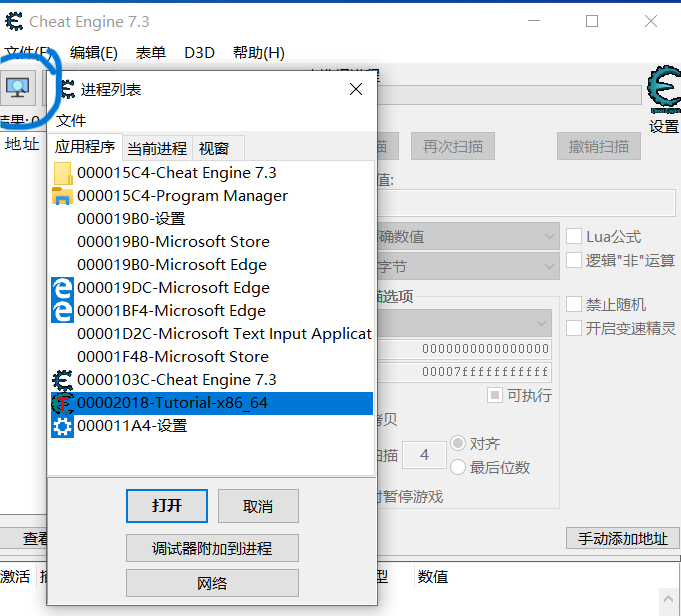 Cheat Engine 7.3
文件(F) 编辑(E) 表单 D3D 帮助(H)
进程列表
设置
结果: 0
文件
地址
应用程序 当前进程 视窗
再次扫描 撤销扫描
值:
000015C4-Cheat Engine 7.3
000015C4-Program Manager
000019B0-设置
000019B0-Microsoft Store
000019B0-Microsoft Edge
000019DC-Microsoft Edge
00001BF4-Microsoft Edge
00001D2C-Microsoft Text Input Applicat
00001F48-Microsoft Store
0000103C-Cheat Engine 7.3
00002018-Tutorial-x86_64
000011A4-设置
确数值
Lua公式
字节
逻辑"非"运算
描选项
禁止随机
开启变速精灵
0000000000000000
00007fffffffffff
可执行
拷贝
扫描 4
对齐
最后位数
时暂停游戏
打开 取消
调试器附加到进程
网络
查看
手动添加地址
激活 型 数值